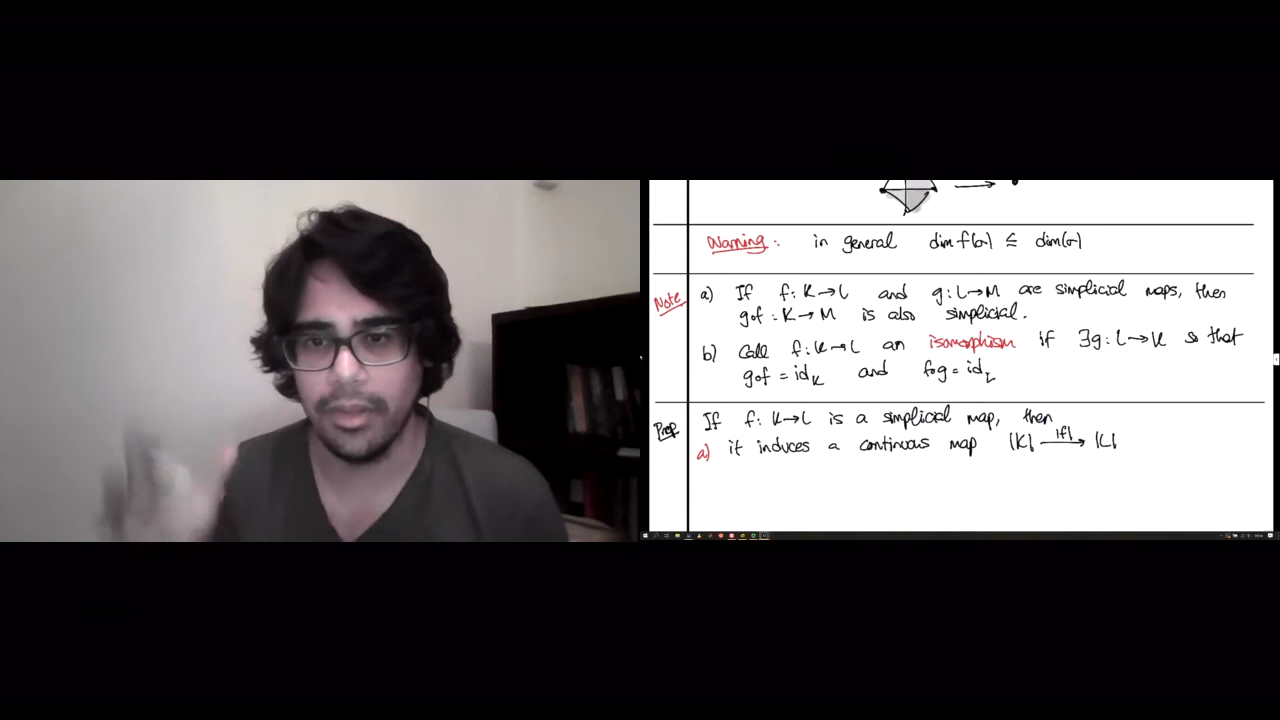 Warning: in general dim f(σ) ≤ dim(σ)
Note a) If f: K→L and g: L→M are simplicial maps, then
g∘f: K→M is also simplicial.
b) Call f: K→L an isomorphism if ∃g: L→K so that
g∘f = id_K and f∘g = id_L
Prop If f: K→L is a simplicial map, then
a) it induces a continuous map |K| —|f|→ |L|